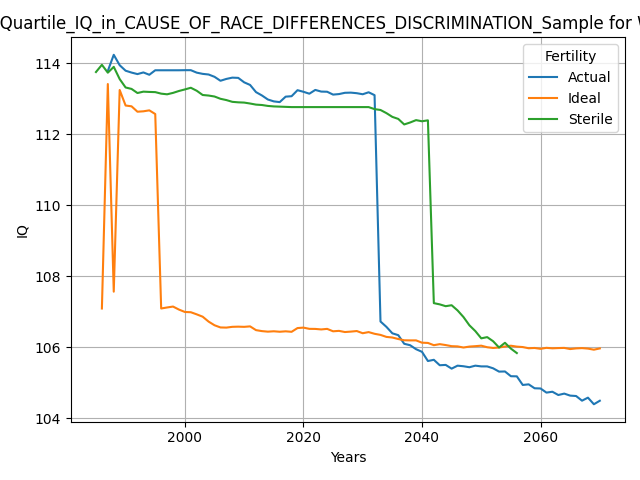 Quartile_IQ_in_CAUSE_OF_RACE_DIFFERENCES_DISCRIMINATION_Sample for
114
112
110
108
106
104
IQ
2000
2020
2040
2060
Years
Fertility
Actual
Ideal
Sterile